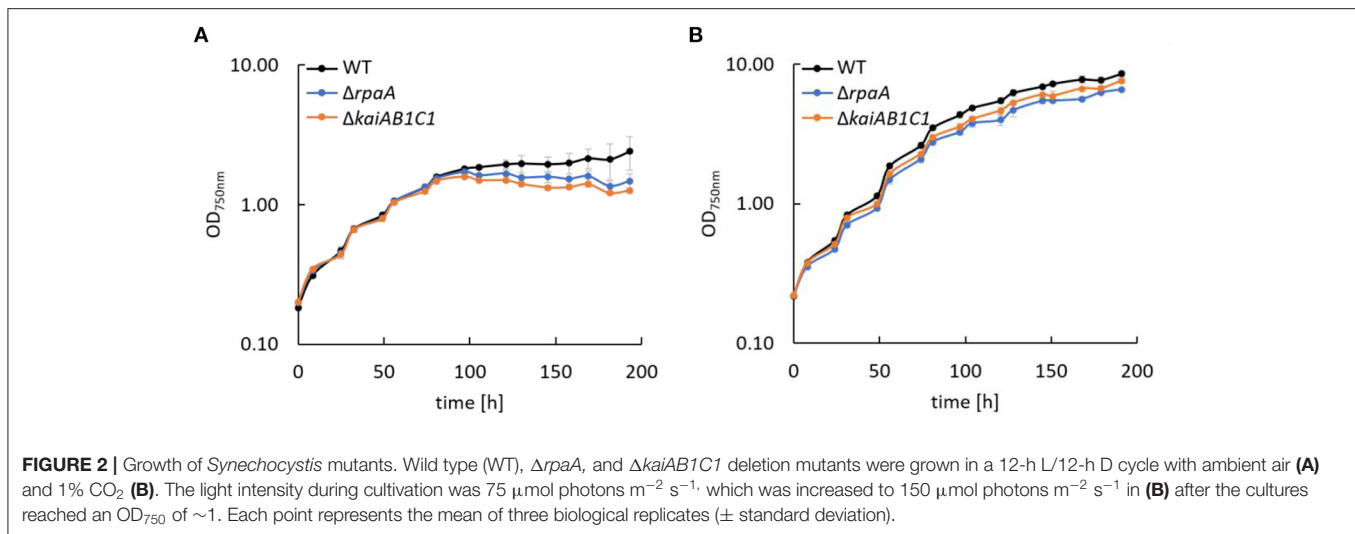 A
10.00
WT
ΔrpaA
ΔkaiAB1C1
OD750nm
1.00
0.10
0 50 100 150 200
time [h]
B
10.00
WT
ΔrpaA
ΔkaiAB1C1
OD750nm
1.00
0.10
0 50 100 150 200
time [h]
FIGURE 2 | Growth of Synechocystis mutants. Wild type (WT), ΔrpaA, and ΔkaiAB1C1 deletion mutants were grown in a 12-h L/12-h D cycle with ambient air (A)
and 1% CO₂ (B). The light intensity during cultivation was 75 μmol photons m⁻² s⁻¹, which was increased to 150 μmol photons m⁻² s⁻¹ in (B) after the cultures
reached an OD₇₅₀ of ~1. Each point represents the mean of three biological replicates (± standard deviation).